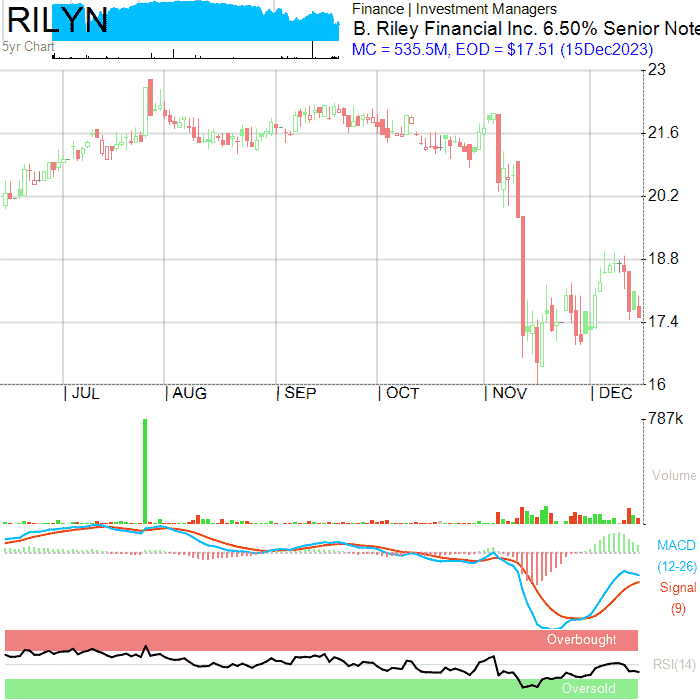 RILYN
Finance | Investment Managers
B. Riley Financial Inc. 6.50% Senior Note
5yr Chart
MC = 535.5M, EOD = $17.51 (15Dec2023)
23
21.6
20.2
18.8
17.4
16
JUL AUG SEP OCT NOV DEC
787k
Volume
MACD
(12-26)
Signal
(9)
Overbought
RSI(14)
Oversold